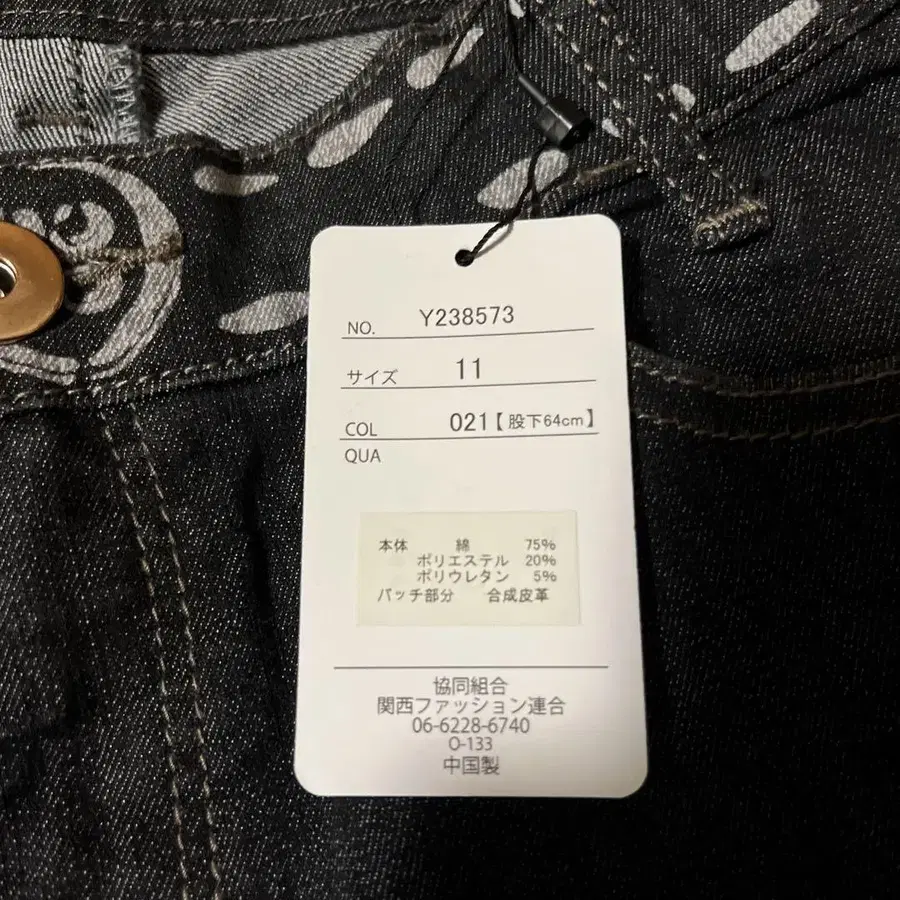 NO. Y238573
サイズ 11
COL 021【股下64cm】
QUA
本体 綿 75%
ポリエステル 20%
ポリウレタン 5%
パッチ部分 合成皮革
協同組合
関西ファッション連合
06-6228-6740
O-133
中国製